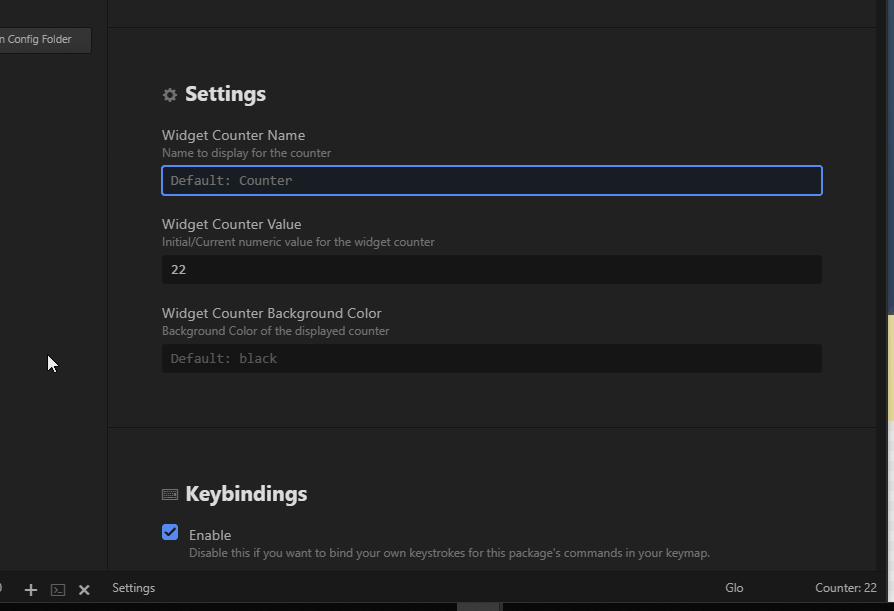 n Config Folder
Settings
Widget Counter Name
Name to display for the counter
Default: Counter
Widget Counter Value
Initial/Current numeric value for the widget counter
22
Widget Counter Background Color
Background Color of the displayed counter
Default: black
Keybindings
Enable
Disable this if you want to bind your own keystrokes for this package's commands in your keymap.
Settings Glo Counter: 22